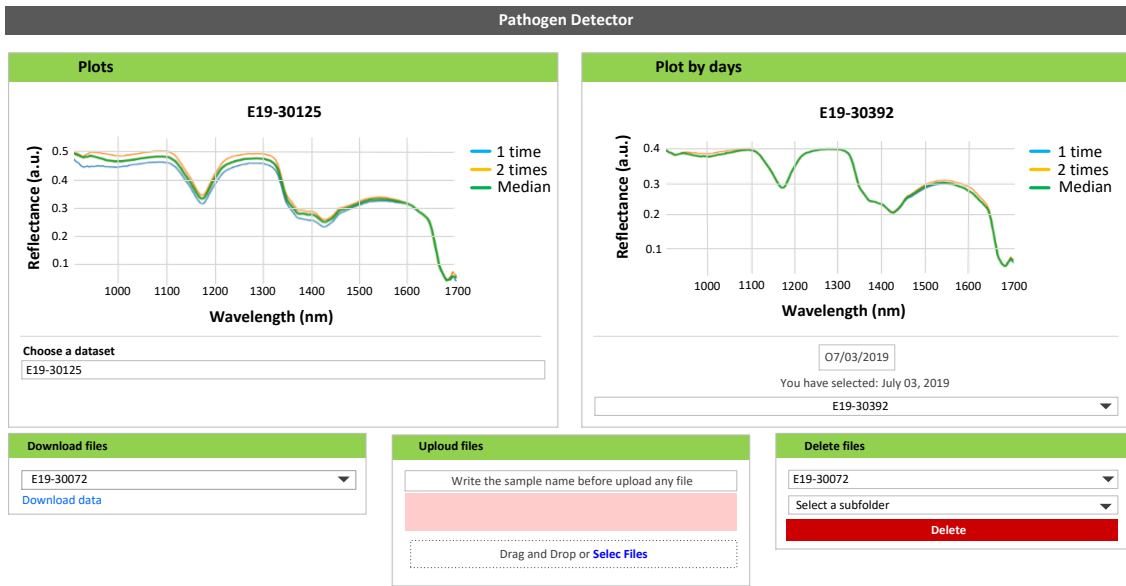 Pathogen Detector
Plots
E19-30125
Reflectance (a.u.)
0.5
0.4
0.3
0.2
0.1
1000 1100 1200 1300 1400 1500 1600 1700
Wavelength (nm)
1 time
2 times
Median
Choose a dataset
E19-30125
Plot by days
E19-30392
Reflectance (a.u.)
0.4
0.3
0.2
0.1
1000 1100 1200 1300 1400 1500 1600 1700
Wavelength (nm)
1 time
2 times
Median
O7/03/2019
You have selected: July 03, 2019
E19-30392
Download files
E19-30072
Download data
Uploud files
Write the sample name before upload any file
Drag and Drop or Selec Files
Delete files
E19-30072
Select a subfolder
Delete